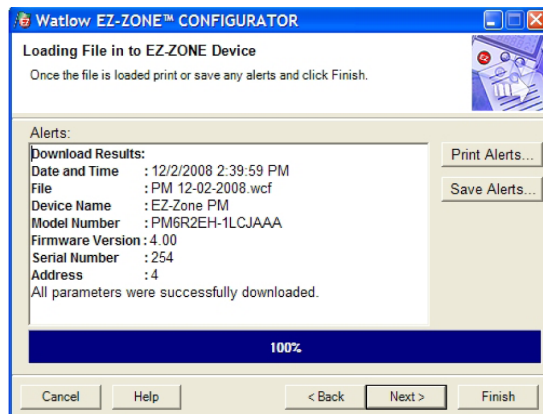 Watlow EZ-ZONE™ CONFIGURATOR
Loading File in to EZ-ZONE Device
Once the file is loaded print or save any alerts and click Finish.
Alerts:
Download Results:
Date and Time : 12/2/2008 2:39:59 PM
File : PM 12-02-2008.wcf
Device Name : EZ-Zone PM
Model Number : PM6R2EH-1LCJAAA
Firmware Version : 4.00
Serial Number : 254
Address : 4
All parameters were successfully downloaded.
Print Alerts...
Save Alerts...
100%
Cancel
Help
< Back
Next >
Finish